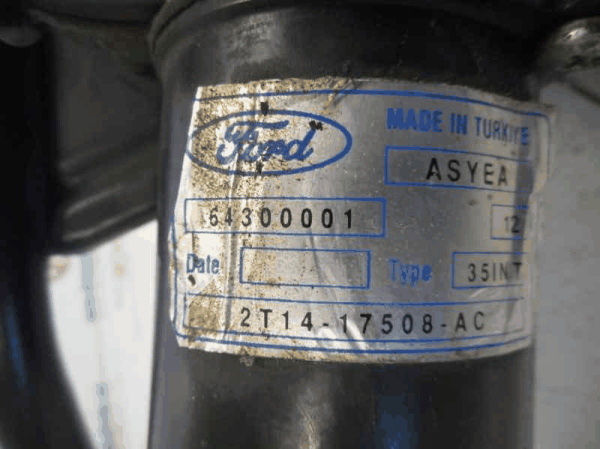 Ford
MADE IN TURKIYE
ASYEA
64300001
12
Date
Type 35INT
2T14-17508-AC